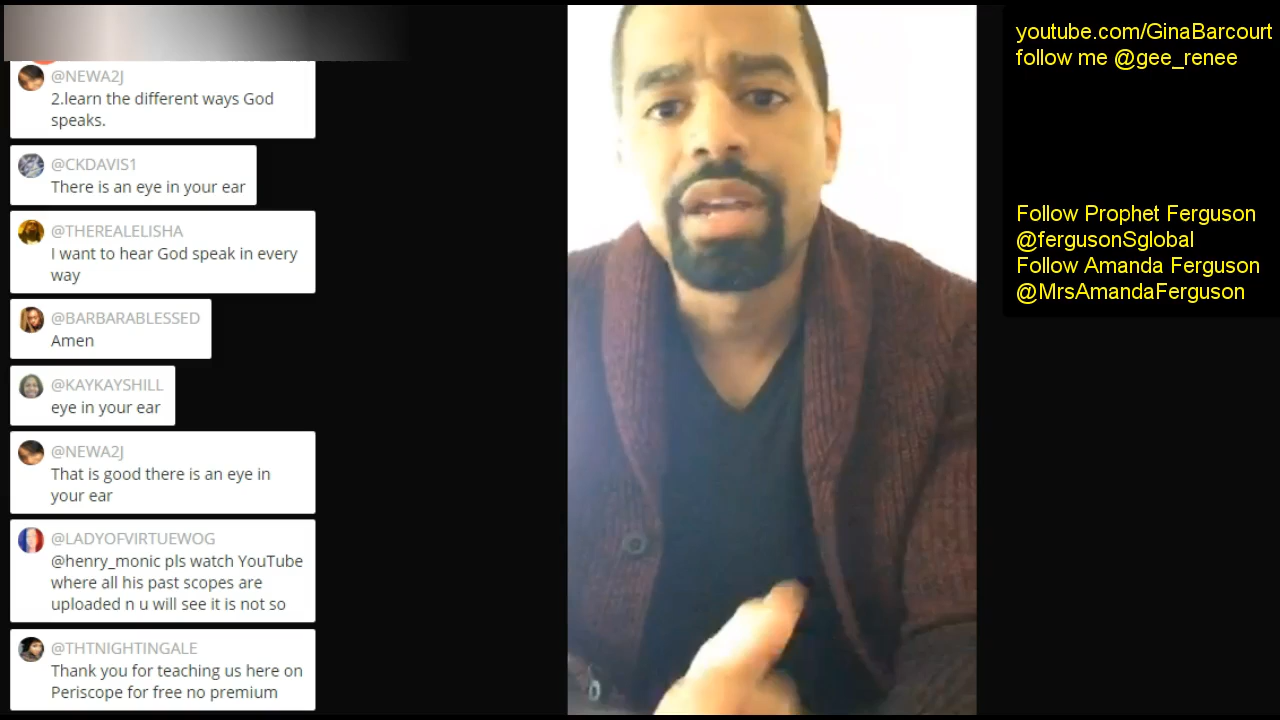 @NEWA2J
2.learn the different ways God
speaks.
@CKDAVIS1
There is an eye in your ear
@THEREALELISHA
I want to hear God speak in every
way
@BARBARABLESSED
Amen
@KAYKAYSHILL
eye in your ear
@NEWA2J
That is good there is an eye in
your ear
@LADYOFVIRTUEWOG
@henry_monic pls watch YouTube
where all his past scopes are
uploaded n u will see it is not so
@THTNIGHTINGALE
Thank you for teaching us here on
Periscope for free no premium
youtube.com/GinaBarcourt
follow me @gee_renee
Follow Prophet Ferguson
@fergusonSglobal
Follow Amanda Ferguson
@MrsAmandaFerguson